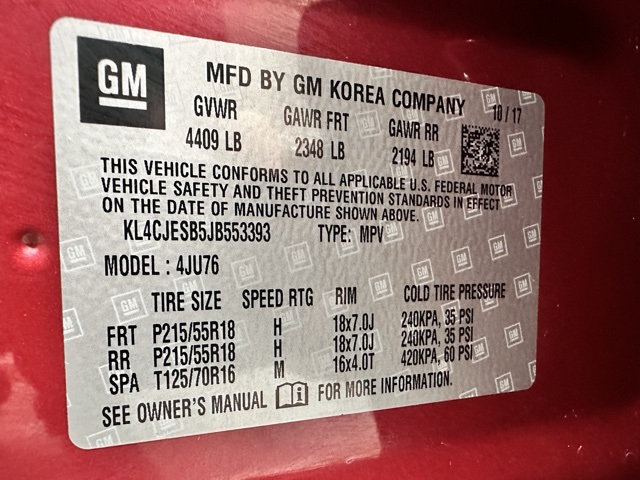 GM
MFD BY GM KOREA COMPANY 10/17
GVWR GAWR FRT GAWR RR
4409 LB 2348 LB 2194 LB
THIS VEHICLE CONFORMS TO ALL APPLICABLE U.S. FEDERAL MOTOR
VEHICLE SAFETY AND THEFT PREVENTION STANDARDS IN EFFECT
ON THE DATE OF MANUFACTURE SHOWN ABOVE.
KL4CJESB5JB553393 TYPE: MPV
MODEL : 4JU76
TIRE SIZE SPEED RTG RIM COLD TIRE PRESSURE
FRT P215/55R18 H 18x7.0J 240KPA, 35 PSI
RR P215/55R18 H 18x7.0J 240KPA, 35 PSI
SPA T125/70R16 M 16x4.0T 420KPA, 60 PSI
SEE OWNER'S MANUAL FOR MORE INFORMATION.